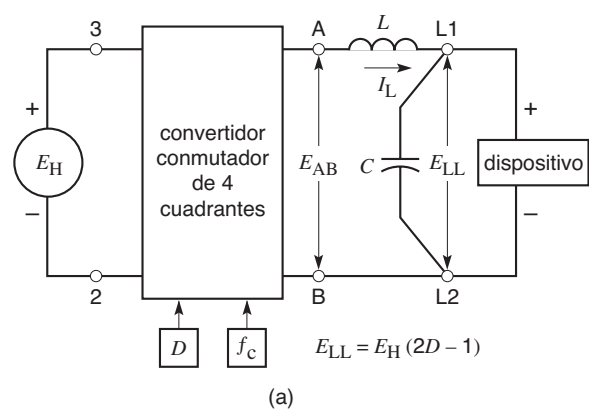 3
A
L
L1
I_L
+
E_H
–
convertidor
conmutador
de 4
cuadrantes
E_AB
C
E_LL
+
dispositivo
–
2
B
L2
D
f_c
E_LL = E_H (2D – 1)
(a)